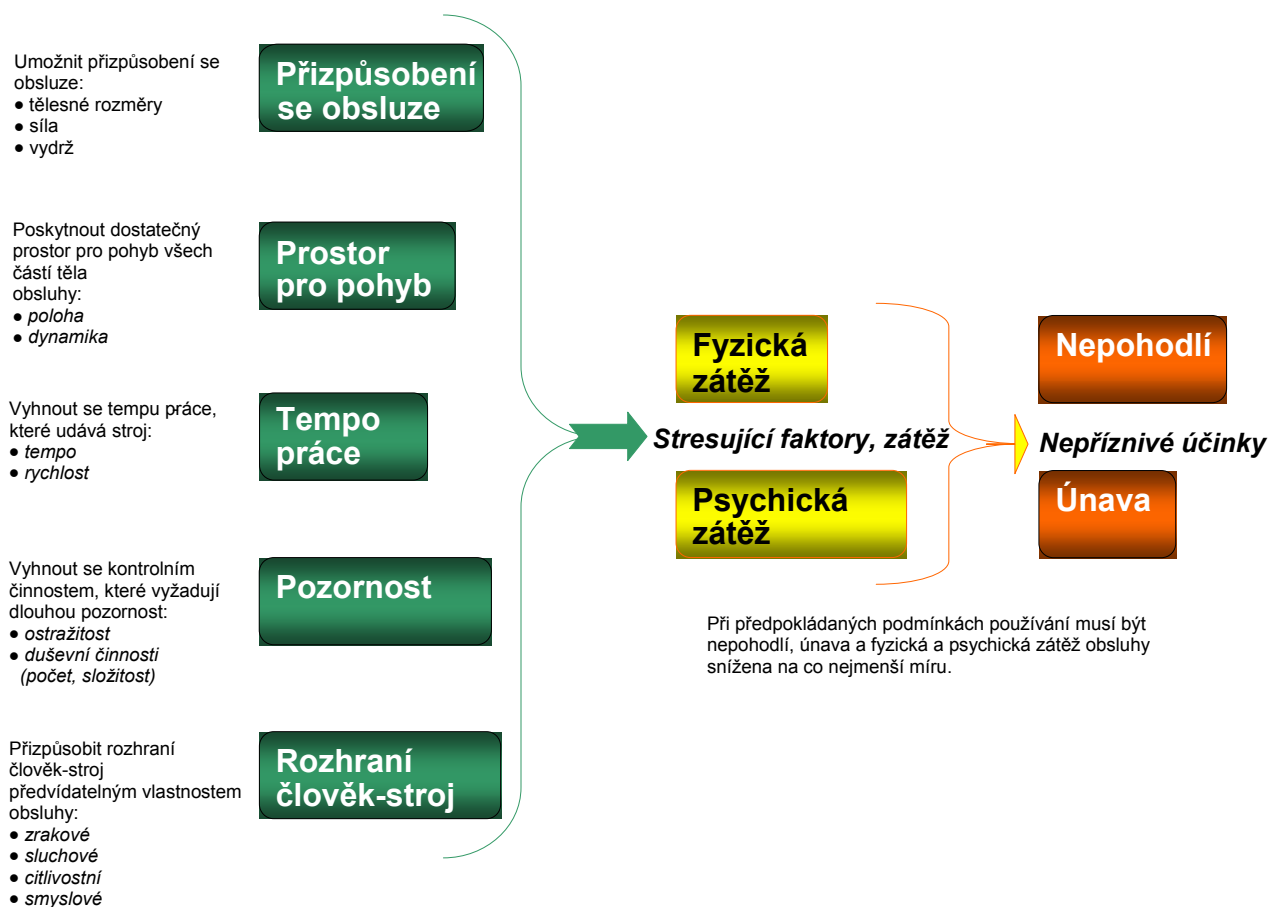 Umožnit přizpůsobení se
obsluze:
● tělesné rozměry
● síla
● vydrž
Přizpůsobení
se obsluze
Poskytnout dostatečný
prostor pro pohyb všech
částí těla
obsluhy:
● poloha
● dynamika
Prostor
pro pohyb
Vyhnout se tempu práce,
které udává stroj:
● tempo
● rychlost
Tempo
práce
Vyhnout se kontrolním
činnostem, které vyžadují
dlouhou pozornost:
● ostražitost
● duševní činnosti
(počet, složitost)
Pozornost
Přizpůsobit rozhraní
člověk-stroj
předvídatelným vlastnostem
obsluhy:
● zrakové
● sluchové
● citlivostní
● smyslové
Rozhraní
člověk-stroj
Fyzická
zátěž
Stresující faktory, zátěž
Psychická
zátěž
Nepohodlí
Nepříznivé účinky
Únava
Při předpokládaných podmínkách používání musí být
nepohodlí, únava a fyzická a psychická zátěž obsluhy
snížena na co nejmenší míru.